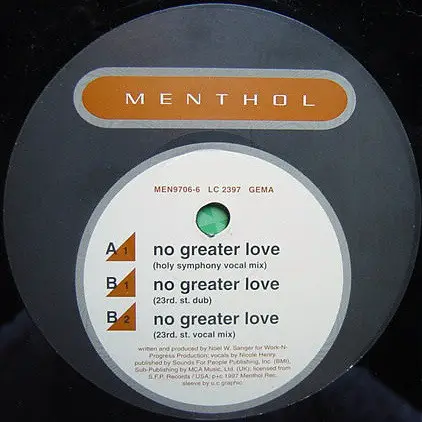 MENTHOL
MEN9706-6 LC 2397 GEMA
A 1 no greater love
(holy symphony vocal mix)
B 1 no greater love
(23rd. st. dub)
B 2 no greater love
(23rd. st. vocal mix)
written and produced by Noel W. Sanger for Work-N-
Progress Production; vocals by Nicole Henry
published by Sounds For People Publishing, Inc. (BMI),
Sub-Publishing by MCA Music, Ltd. (UK); licensed from
S.F.P. Records / USA; p+c 1997 Menthol Rec.
sleeve by u.c graphic.